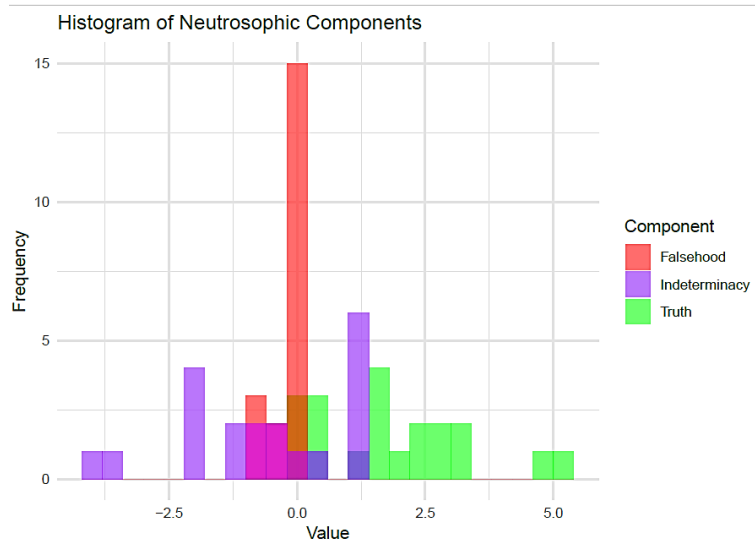 Histogram of Neutrosophic Components
15
10
5
0
Frequency
−2.5
0.0
2.5
5.0
Value
Component
Falsehood
Indeterminacy
Truth